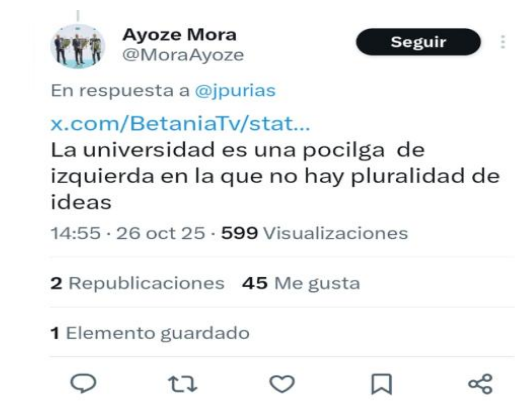 Ayoze Mora
@MoraAyoze
Seguir
En respuesta a @jpurias
x.com/BetaniaTv/stat...
La universidad es una pocilga de
izquierda en la que no hay pluralidad de
ideas
14:55 · 26 oct 25 · 599 Visualizaciones
2 Republicaciones 45 Me gusta
1 Elemento guardado